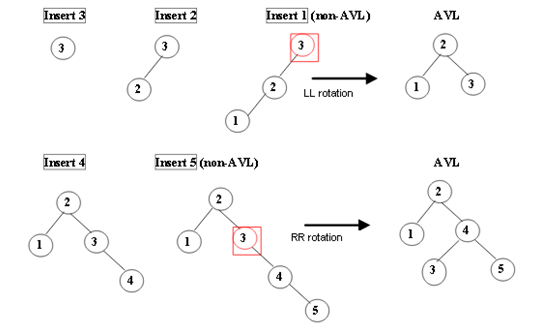 Insert 3 Insert 2 Insert 1 (non-AVL) AVL
3 3 3 2
2 2 1 3
1
LL rotation
Insert 4 Insert 5 (non-AVL) AVL
2 2 2
1 3 1 3 1 4
4 4 3 5
5
RR rotation